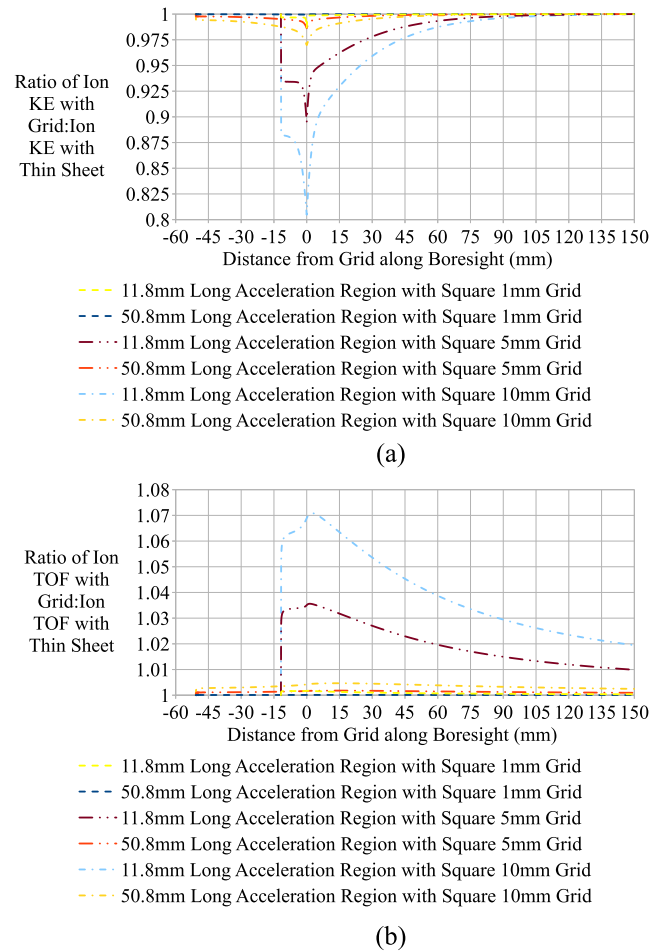 1
0.975
0.95
0.925
0.9
0.875
0.85
0.825
0.8
Ratio of Ion
KE with
Grid:Ion
KE with
Thin Sheet
-60 -45 -30 -15 0 15 30 45 60 75 90 105 120 135 150
Distance from Grid along Boresight (mm)
11.8mm Long Acceleration Region with Square 1mm Grid
50.8mm Long Acceleration Region with Square 1mm Grid
11.8mm Long Acceleration Region with Square 5mm Grid
50.8mm Long Acceleration Region with Square 5mm Grid
11.8mm Long Acceleration Region with Square 10mm Grid
50.8mm Long Acceleration Region with Square 10mm Grid
(a)
1.08
1.07
1.06
1.05
1.04
1.03
1.02
1.01
1
Ratio of Ion
TOF with
Grid:Ion
TOF with
Thin Sheet
-60 -45 -30 -15 0 15 30 45 60 75 90 105 120 135 150
Distance from Grid along Boresight (mm)
11.8mm Long Acceleration Region with Square 1mm Grid
50.8mm Long Acceleration Region with Square 1mm Grid
11.8mm Long Acceleration Region with Square 5mm Grid
50.8mm Long Acceleration Region with Square 5mm Grid
11.8mm Long Acceleration Region with Square 10mm Grid
50.8mm Long Acceleration Region with Square 10mm Grid
(b)